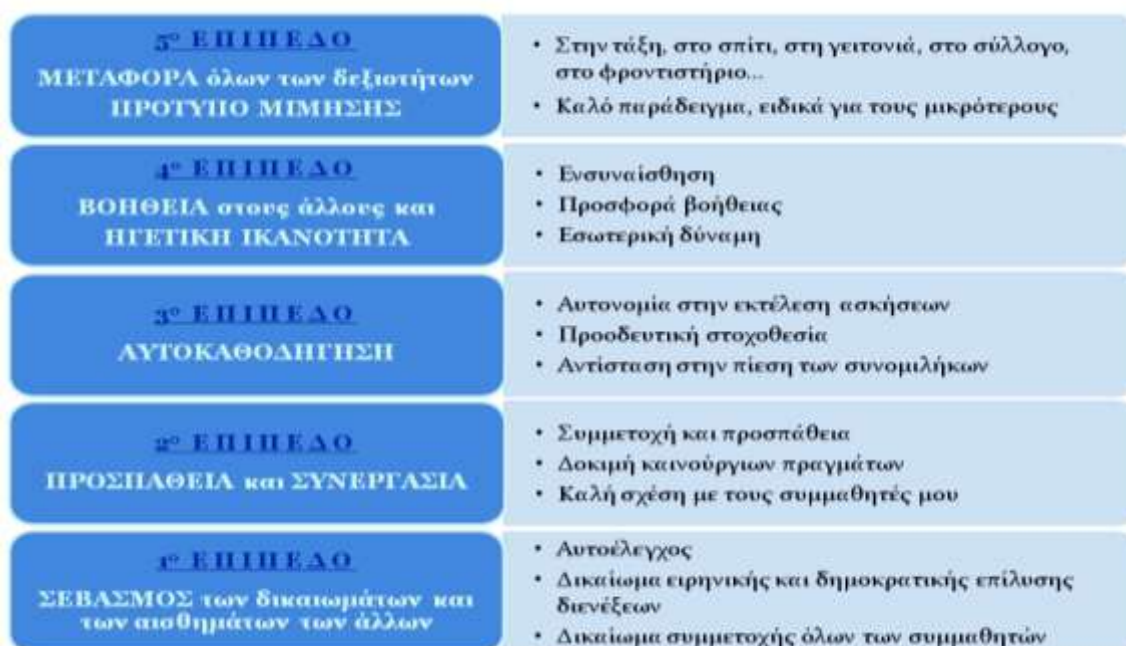 5ο ΕΠΙΠΕΔΟ
ΜΕΤΑΦΟΡΑ όλων των δεξιοτήτων
ΠΡΟΤΥΠΟ ΜΙΜΗΣΗΣ
• Στην τάξη, στο σπίτι, στη γειτονιά, στο σύλλογο,
στο φροντιστήριο...
• Καλό παράδειγμα, ειδικά για τους μικρότερους
4ο ΕΠΙΠΕΔΟ
ΒΟΗΘΕΙΑ στους άλλους και
ΗΓΕΤΙΚΗ ΙΚΑΝΟΤΗΤΑ
• Ενσυναίσθηση
• Προσφορά βοήθειας
• Εσωτερική δύναμη
3ο ΕΠΙΠΕΔΟ
ΑΥΤΟΚΑΘΟΔΗΓΗΣΗ
• Αυτονομία στην εκτέλεση ασκήσεων
• Προοδευτική στοχοθεσία
• Αντίσταση στην πίεση των συνομιλήκων
2ο ΕΠΙΠΕΔΟ
ΠΡΟΣΠΑΘΕΙΑ και ΣΥΝΕΡΓΑΣΙΑ
• Συμμετοχή και προσπάθεια
• Δοκιμή καινούργιων πραγμάτων
• Καλή σχέση με τους συμμαθητές μου
1ο ΕΠΙΠΕΔΟ
ΣΕΒΑΣΜΟΣ των δικαιωμάτων και
των αισθημάτων των άλλων
• Αυτοέλεγχος
• Δικαίωμα ειρηνικής και δημοκρατικής επίλυσης
διενέξεων
• Δικαίωμα συμμετοχής όλων των συμμαθητών